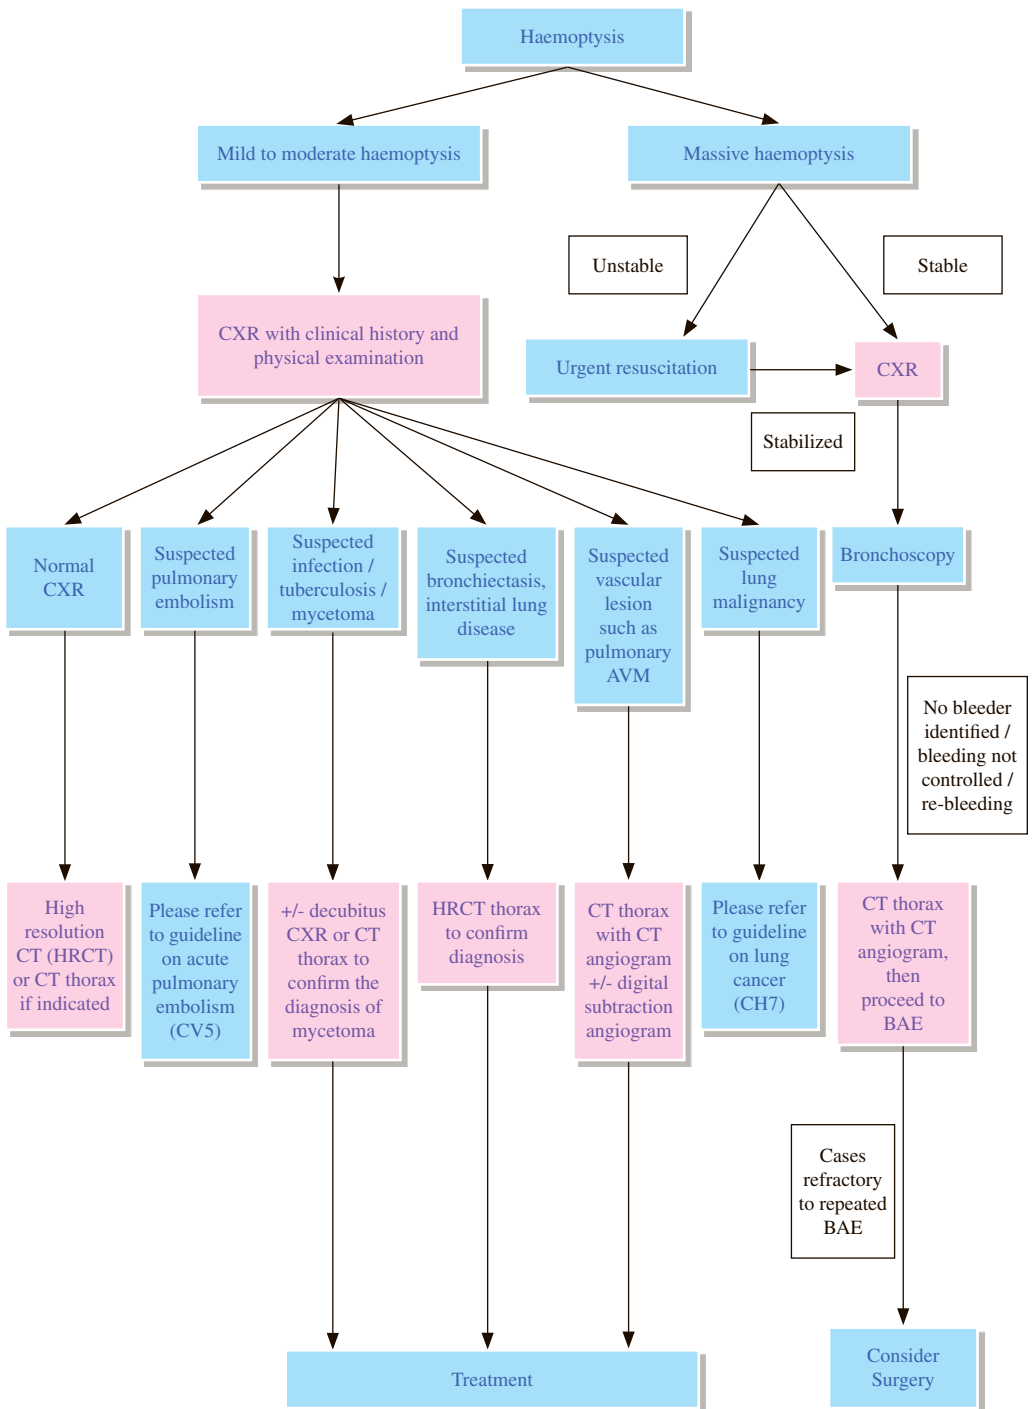 Haemoptysis
Mild to moderate haemoptysis
Massive haemoptysis
Unstable
Stable
CXR with clinical history and
physical examination
Urgent resuscitation
CXR
Stabilized
Normal
CXR
Suspected
pulmonary
embolism
Suspected
infection /
tuberculosis /
mycetoma
Suspected
bronchiectasis,
interstitial lung
disease
Suspected
vascular
lesion
such as
pulmonary
AVM
Suspected
lung
malignancy
Bronchoscopy
No bleeder
identified /
bleeding not
controlled /
re-bleeding
High
resolution
CT (HRCT)
or CT thorax
if indicated
Please refer
to guideline
on acute
pulmonary
embolism
(CV5)
+/- decubitus
CXR or CT
thorax to
confirm the
diagnosis of
mycetoma
HRCT thorax
to confirm
diagnosis
CT thorax
with CT
angiogram
+/- digital
subtraction
angiogram
Please refer
to guideline
on lung
cancer
(CH7)
CT thorax
with CT
angiogram,
then
proceed to
BAE
Cases
refractory
to repeated
BAE
Treatment
Consider
Surgery